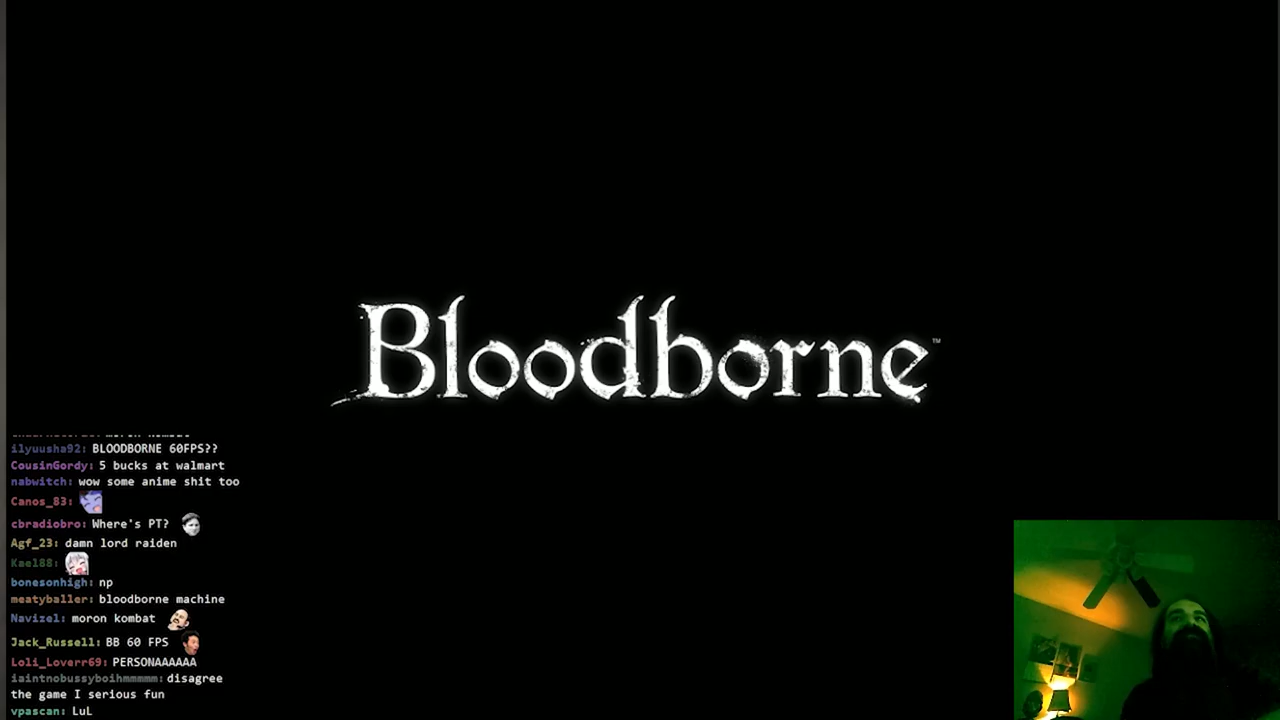 Bloodborne™
ilyuusha92: BLOODBORNE 60FPS??
CousinGordy: 5 bucks at walmart
nabwitch: wow some anime shit too
Canos_83:
cbradiobro: Where's PT?
Agf_23: damn lord raiden
Kael88:
bonesonhigh: np
meatyballer: bloodborne machine
Navizel: moron kombat
Jack_Russell: BB 60 FPS
Loli_Loverr69: PERSONAAAAAA
iaintnobussyboihmmmmm: disagree
the game I serious fun
vpascan: LuL